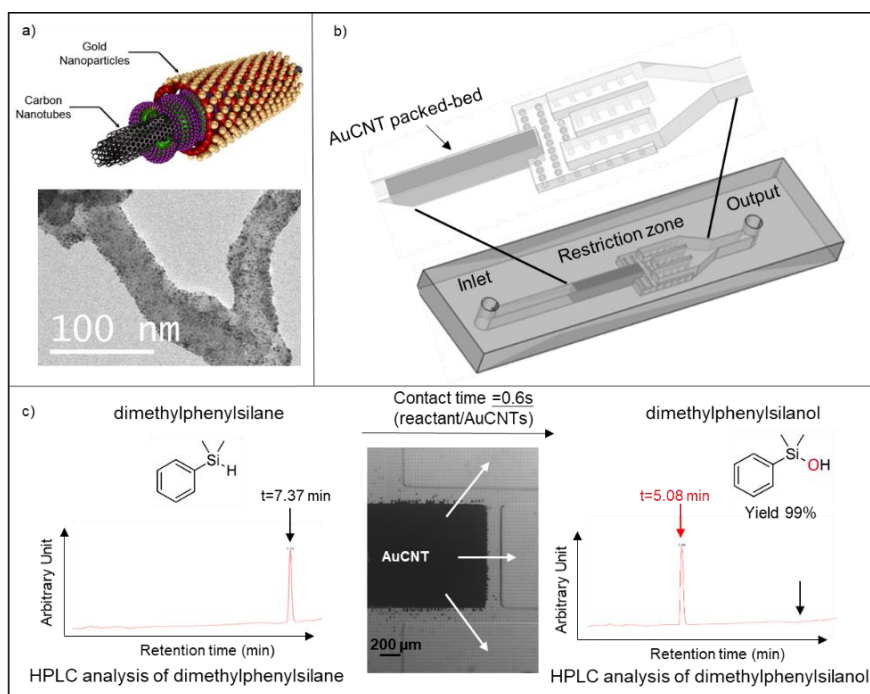 a)
Gold
Nanoparticles
Carbon
Nanotubes
100 nm
b)
AuCNT packed-bed
Inlet
Restriction zone
Output
c)
dimethylphenylsilane
Si
H
t=7.37 min
Arbitrary Unit
Retention time (min)
HPLC analysis of dimethylphenylsilane
Contact time =0.6s
(reactant/AuCNTs)
AuCNT
200 µm
dimethylphenylsilanol
Si
OH
t=5.08 min
Yield 99%
Arbitrary Unit
Retention time (min)
HPLC analysis of dimethylphenylsilanol